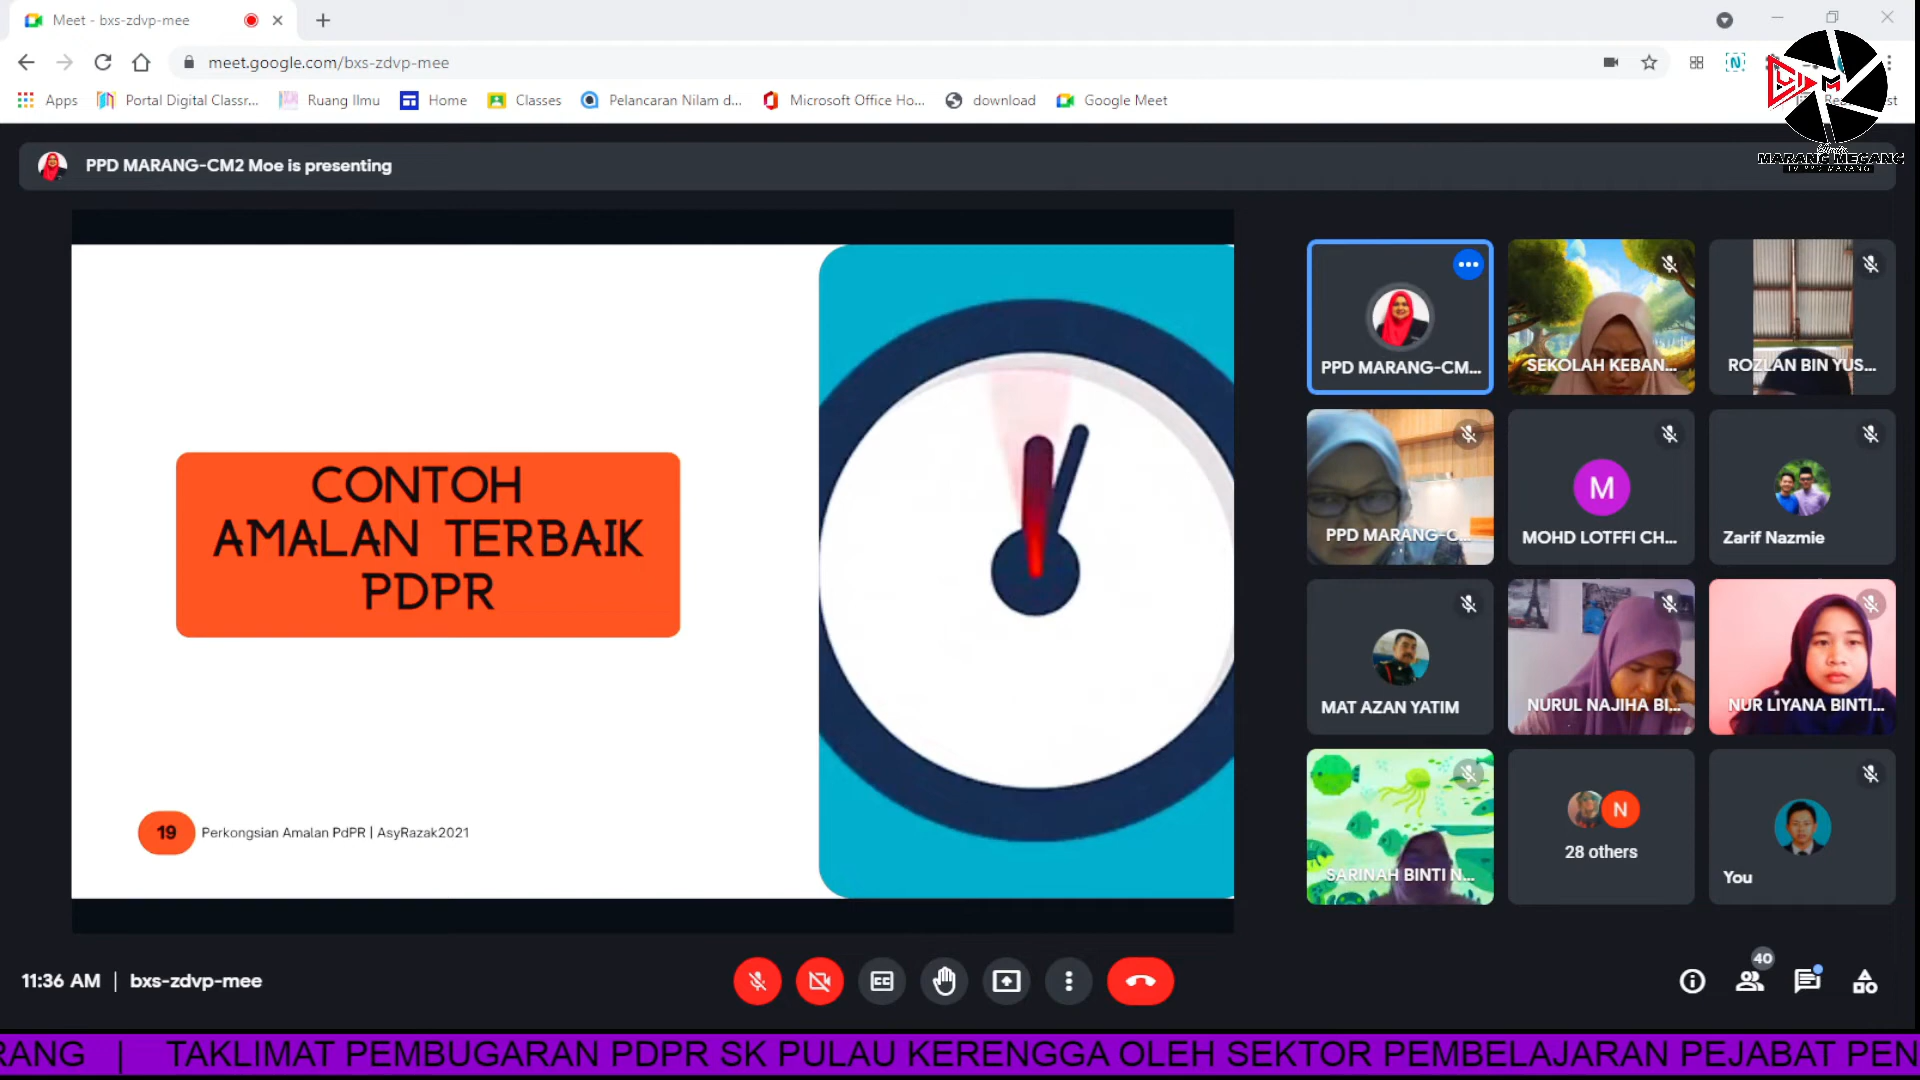 Meet - bxs-zdvp-mee
meet.google.com/bxs-zdvp-mee
Apps
Portal Digital Classr...
Ruang Ilmu
Home
Classes
Pelancaran Nilam d...
Microsoft Office Ho...
download
Google Meet
MARANG MEGANG
PPD MARANG-CM2 Moe is presenting
CONTOH
AMALAN TERBAIK
PDPR
19
Perkongsian Amalan PdPR | AsyRazak2021
PPD MARANG-CM...
SEKOLAH KEBAN...
ROZLAN BIN YUS...
PPD MARANG-C...
M
MOHD LOTFFI CH...
Zarif Nazmie
MAT AZAN YATIM
NURUL NAJIHA BI...
NUR LIYANA BINTI...
SARINAH BINTI N...
N
28 others
You
11:36 AM | bxs-zdvp-mee
40
RANG | TAKLIMAT PEMBUGARAN PDPR SK PULAU KERENGGA OLEH SEKTOR PEMBELAJARAN PEJABAT PEN